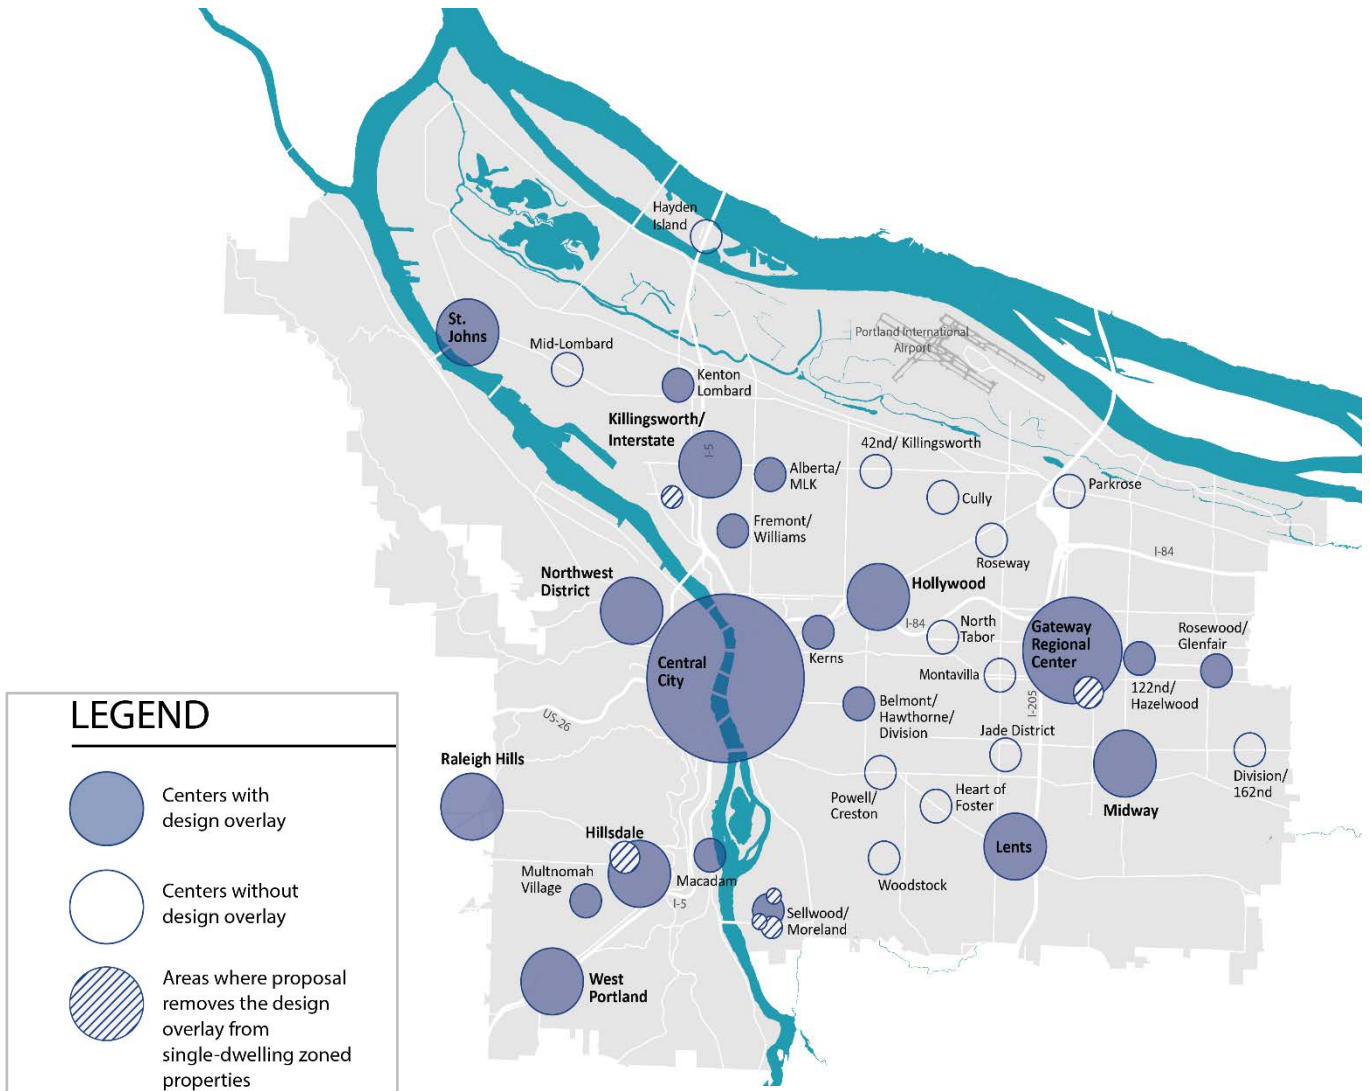 Hayden
Island
St.
Johns
Mid-Lombard
Portland International
Airport
Kenton
Lombard
Killingsworth/
Interstate
I-5
Alberta/
MLK
42nd/ Killingsworth
Cully
Parkrose
Fremont/
Williams
Roseway
I-84
Northwest
District
Hollywood
I-84
North
Tabor
Gateway
Regional
Center
Rosewood/
Glenfair
Central
City
Kerns
Montavilla
122nd/
Hazelwood
US-26
Belmont/
Hawthorne/
Division
I-205
Jade District
Raleigh Hills
Powell/
Creston
Heart of
Foster
Midway
Division/
162nd
Hillsdale
Multnomah
Village
Macadam
I-5
Woodstock
Lents
Sellwood/
Moreland
West
Portland
LEGEND
Centers with
design overlay
Centers without
design overlay
Areas where proposal
removes the design
overlay from
single-dwelling zoned
properties